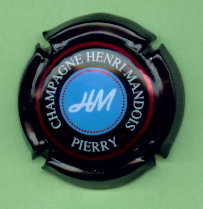 CHAMPAGNE HENRI MANDOIS
HM
PIERRY